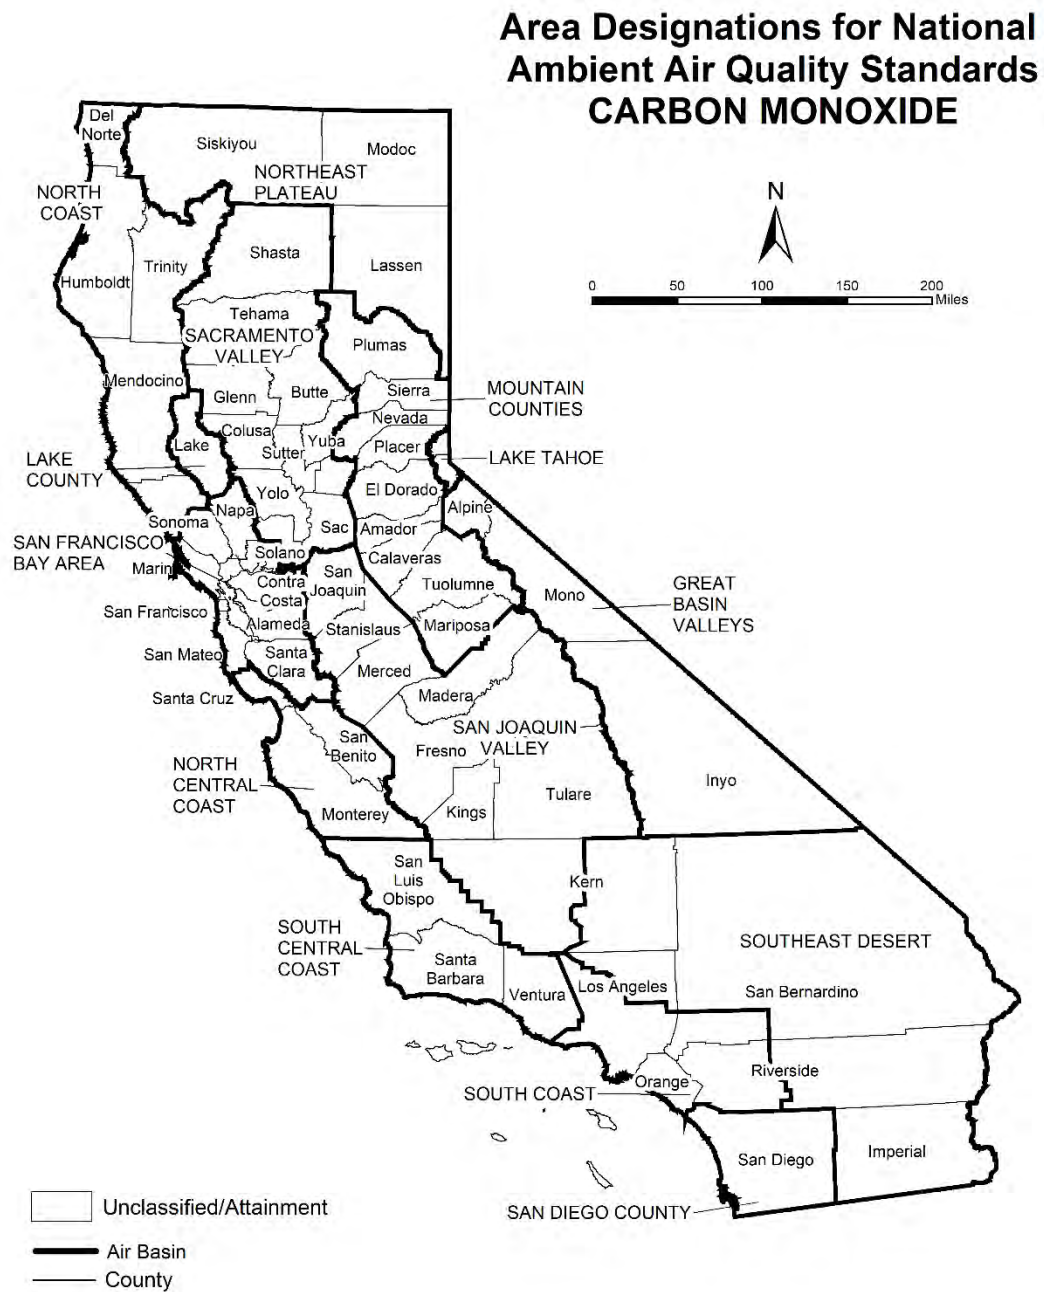 Area Designations for National
Ambient Air Quality Standards
CARBON MONOXIDE
N
0 50 100 150 200
Miles
Del
Norte
Siskiyou
Modoc
NORTHEAST
PLATEAU
NORTH
COAST
Shasta
Trinity
Lassen
Humboldt
Tehama
SACRAMENTO
VALLEY
Plumas
Mendocino
Glenn
Butte
Sierra
MOUNTAIN
COUNTIES
Nevada
Colusa
Lake
Sutter
Yuba
Placer
LAKE TAHOE
LAKE
COUNTY
Yolo
El Dorado
Napa
Alpine
Sonoma
Sac
Amador
SAN FRANCISCO
BAY AREA
Solano
Calaveras
Marin
Contra
Costa
San
Joaquin
Tuolumne
Mono
GREAT
BASIN
VALLEYS
San Francisco
Alameda
Stanislaus
Mariposa
San Mateo
Santa
Clara
Merced
Santa Cruz
Madera
SAN JOAQUIN
VALLEY
San
Benito
Fresno
NORTH
CENTRAL
COAST
Inyo
Tulare
Monterey
Kings
San
Luis
Obispo
Kern
SOUTH
CENTRAL
COAST
SOUTHEAST DESERT
Santa
Barbara
Ventura
Los Angeles
San Bernardino
Riverside
Orange
SOUTH COAST
San Diego
Imperial
SAN DIEGO COUNTY
Unclassified/Attainment
Air Basin
County